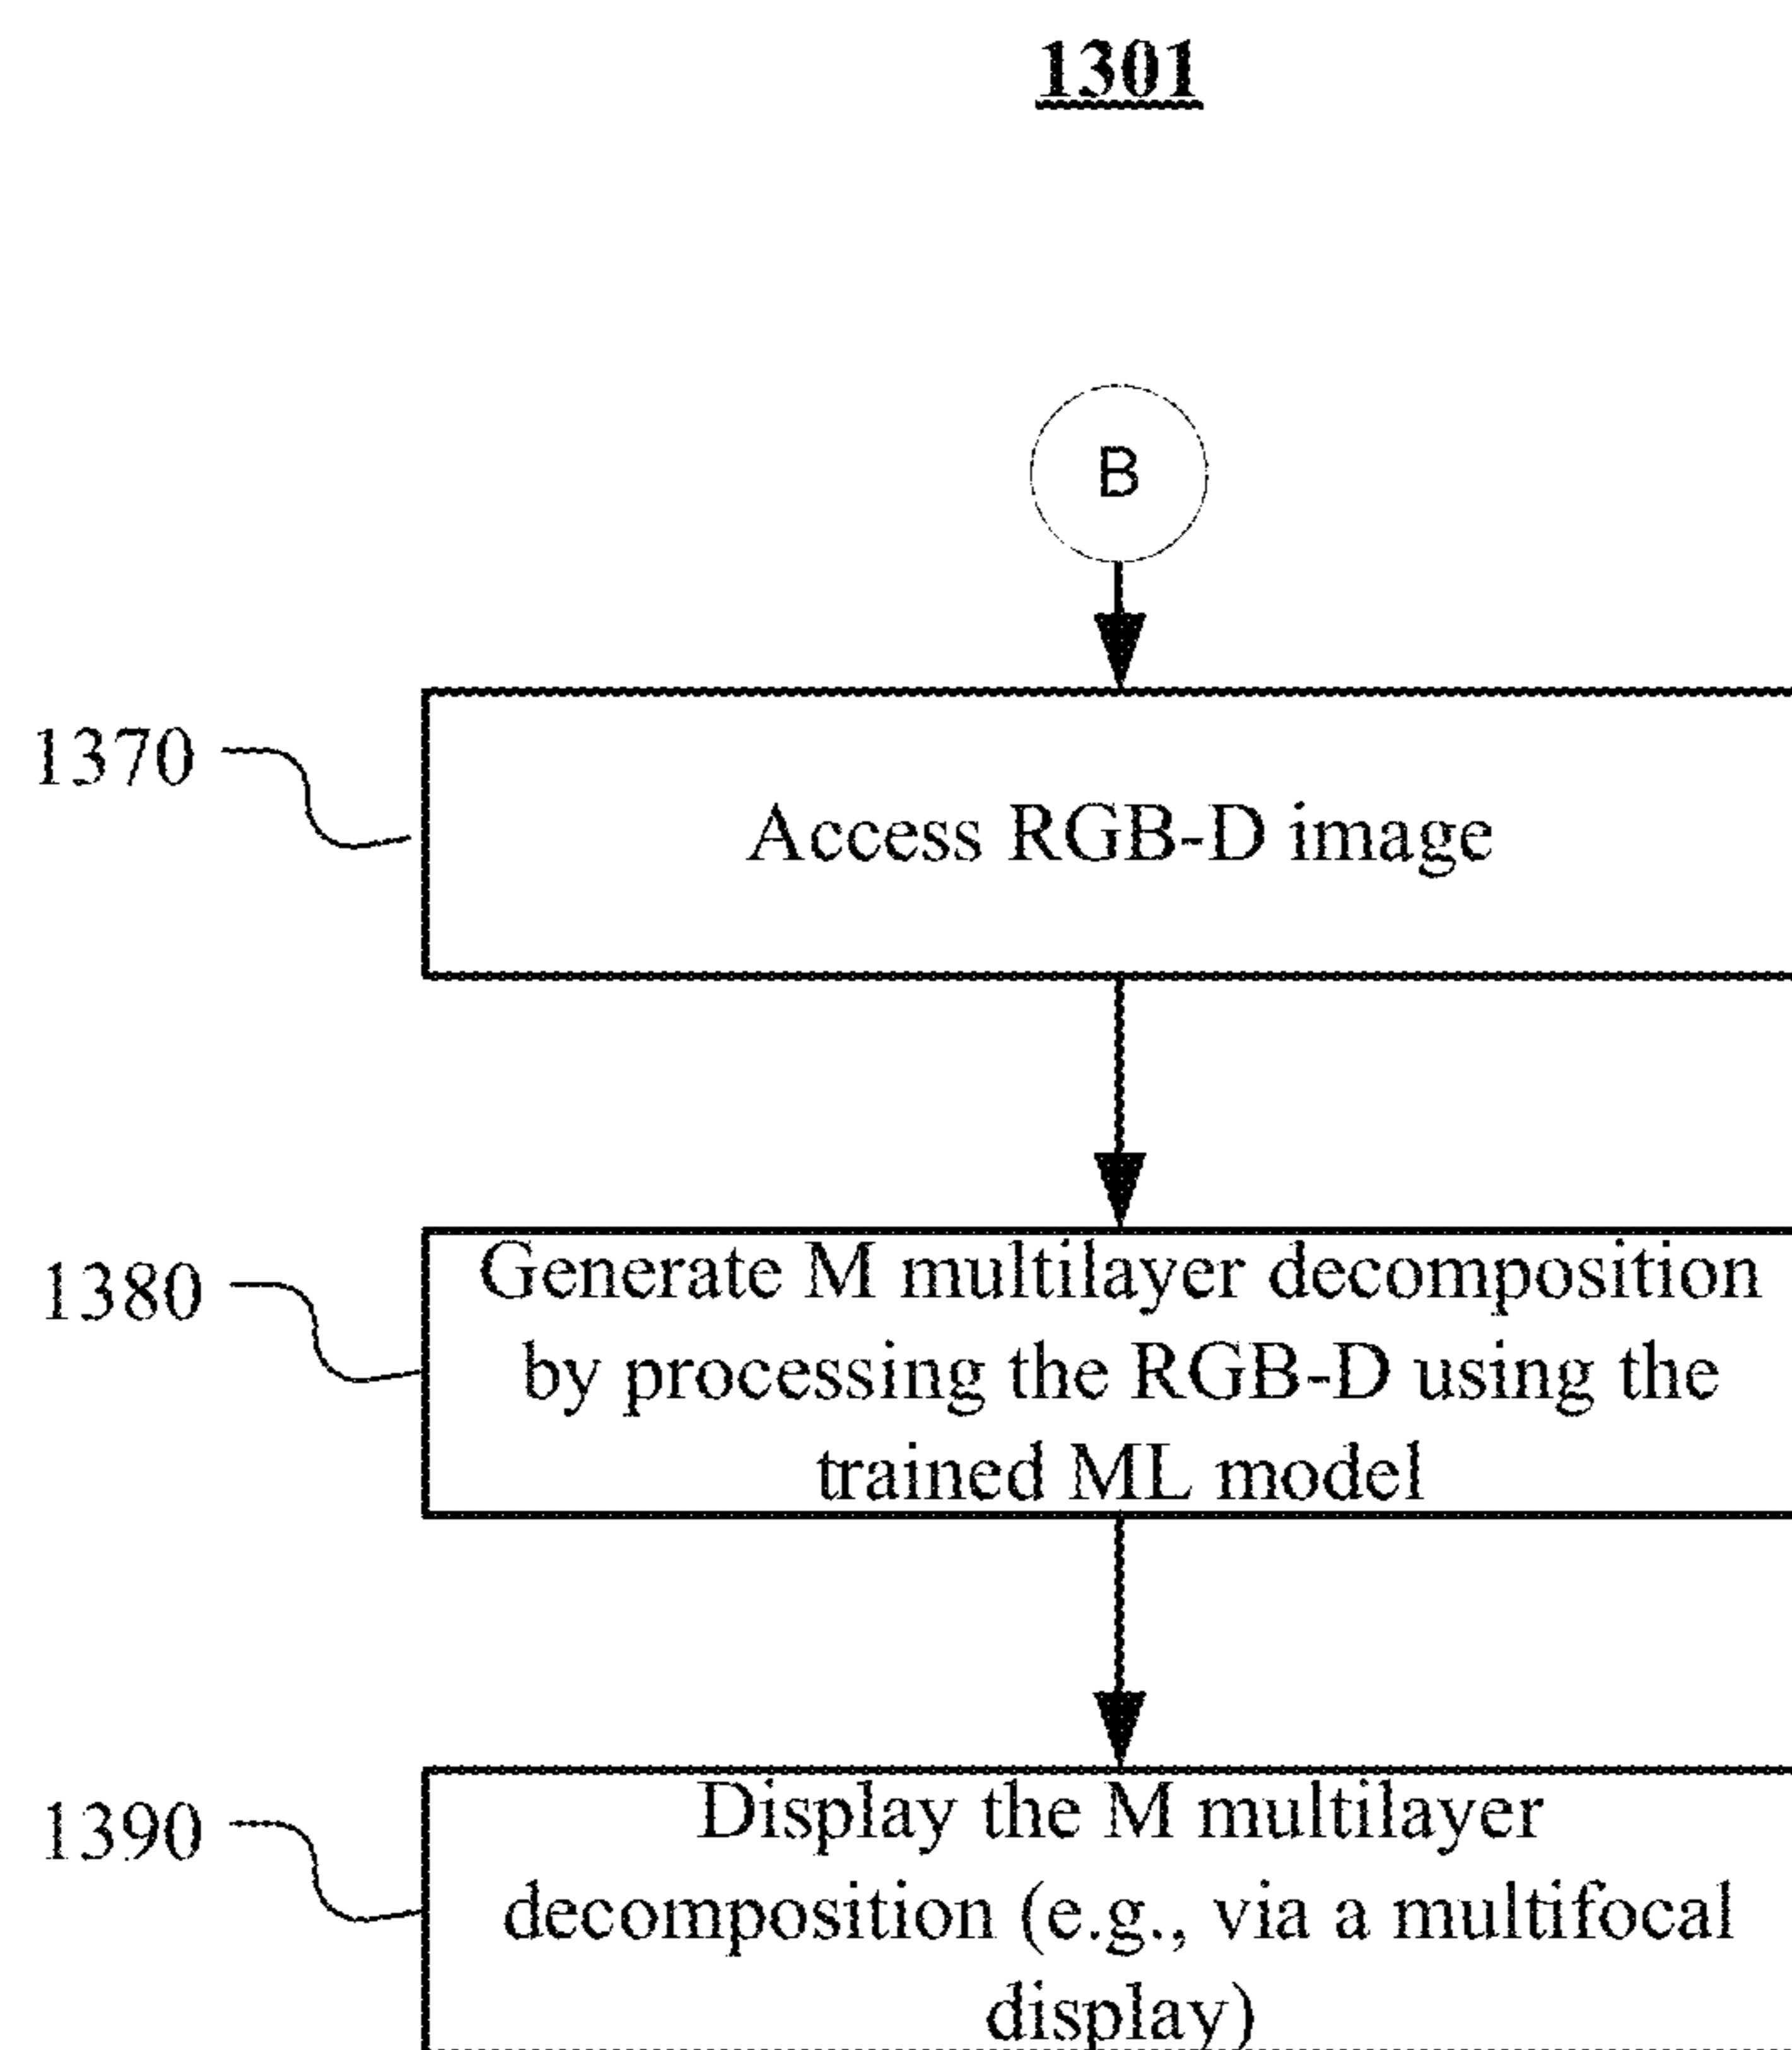 1301
B
1370
Access RGB-D image
1380
Generate M multilayer decomposition
by processing the RGB-D using the
trained ML model
1390
Display the M multilayer
decomposition (e.g., via a multifocal
display)